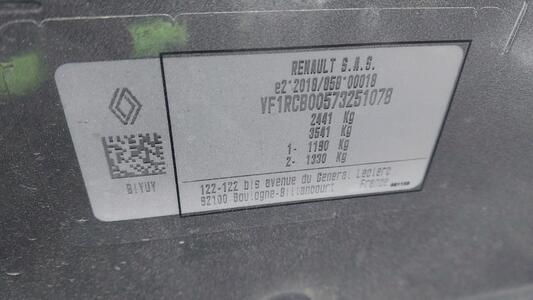 RENAULT S.A.S.
e2*2018/858*00018
VF1RCB00573251078
2441 Kg
3541 Kg
1- 1190 Kg
2- 1330 Kg
122-122 bis avenue du General Leclerc
92100 Boulogne-Billancourt France